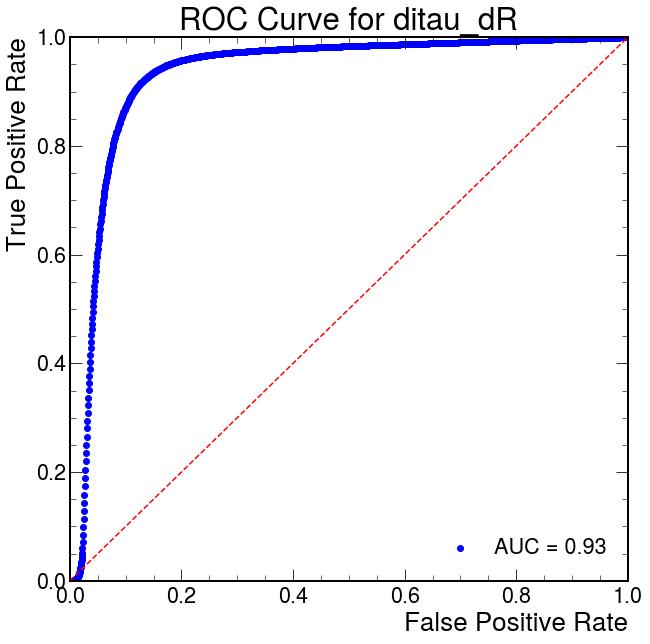 ROC Curve for ditau_dR
True Positive Rate
1.0
0.8
0.6
0.4
0.2
0.0
0.0 0.2 0.4 0.6 0.8 1.0
AUC = 0.93
False Positive Rate